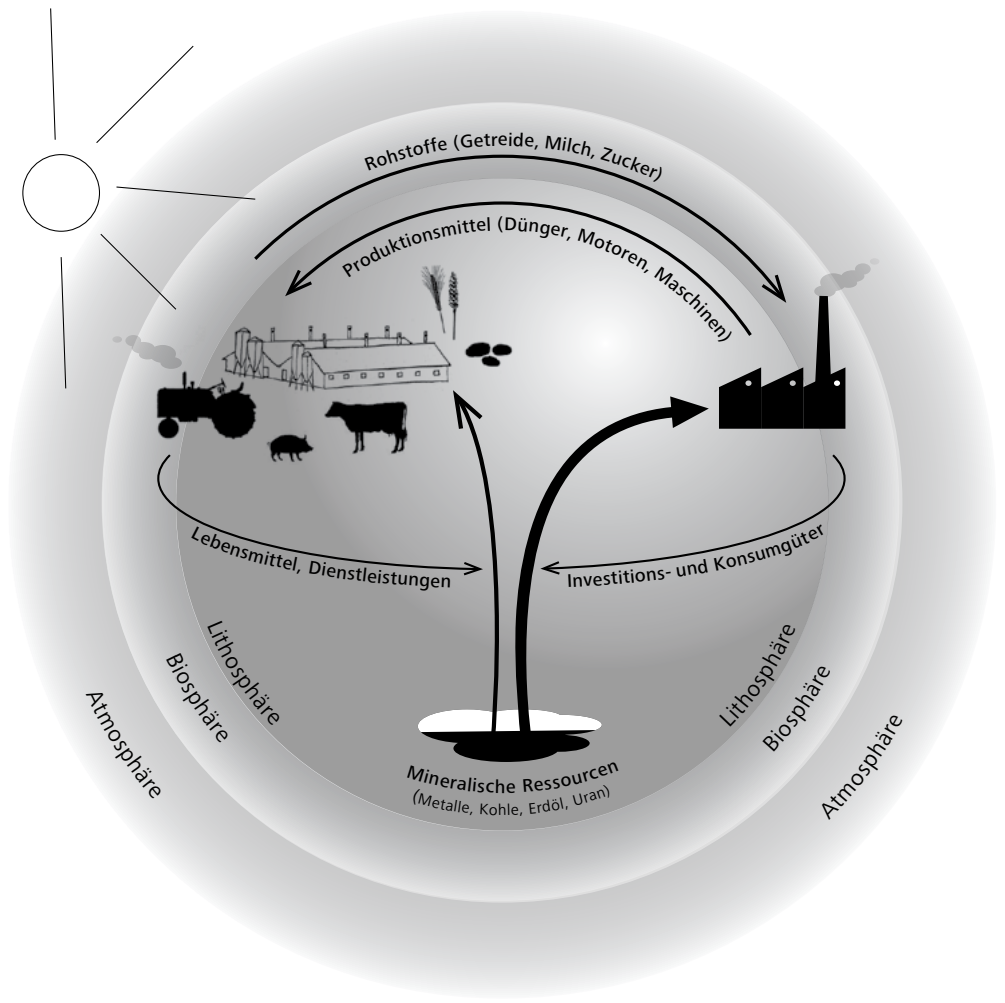 Rohstoffe (Getreide, Milch, Zucker)
Produktionsmittel (Dünger, Motoren, Maschinen)
Lebensmittel, Dienstleistungen
Investitions- und Konsumgüter
Lithosphäre
Lithosphäre
Biosphäre
Biosphäre
Atmosphäre
Atmosphäre
Mineralische Ressourcen
(Metalle, Kohle, Erdöl, Uran)